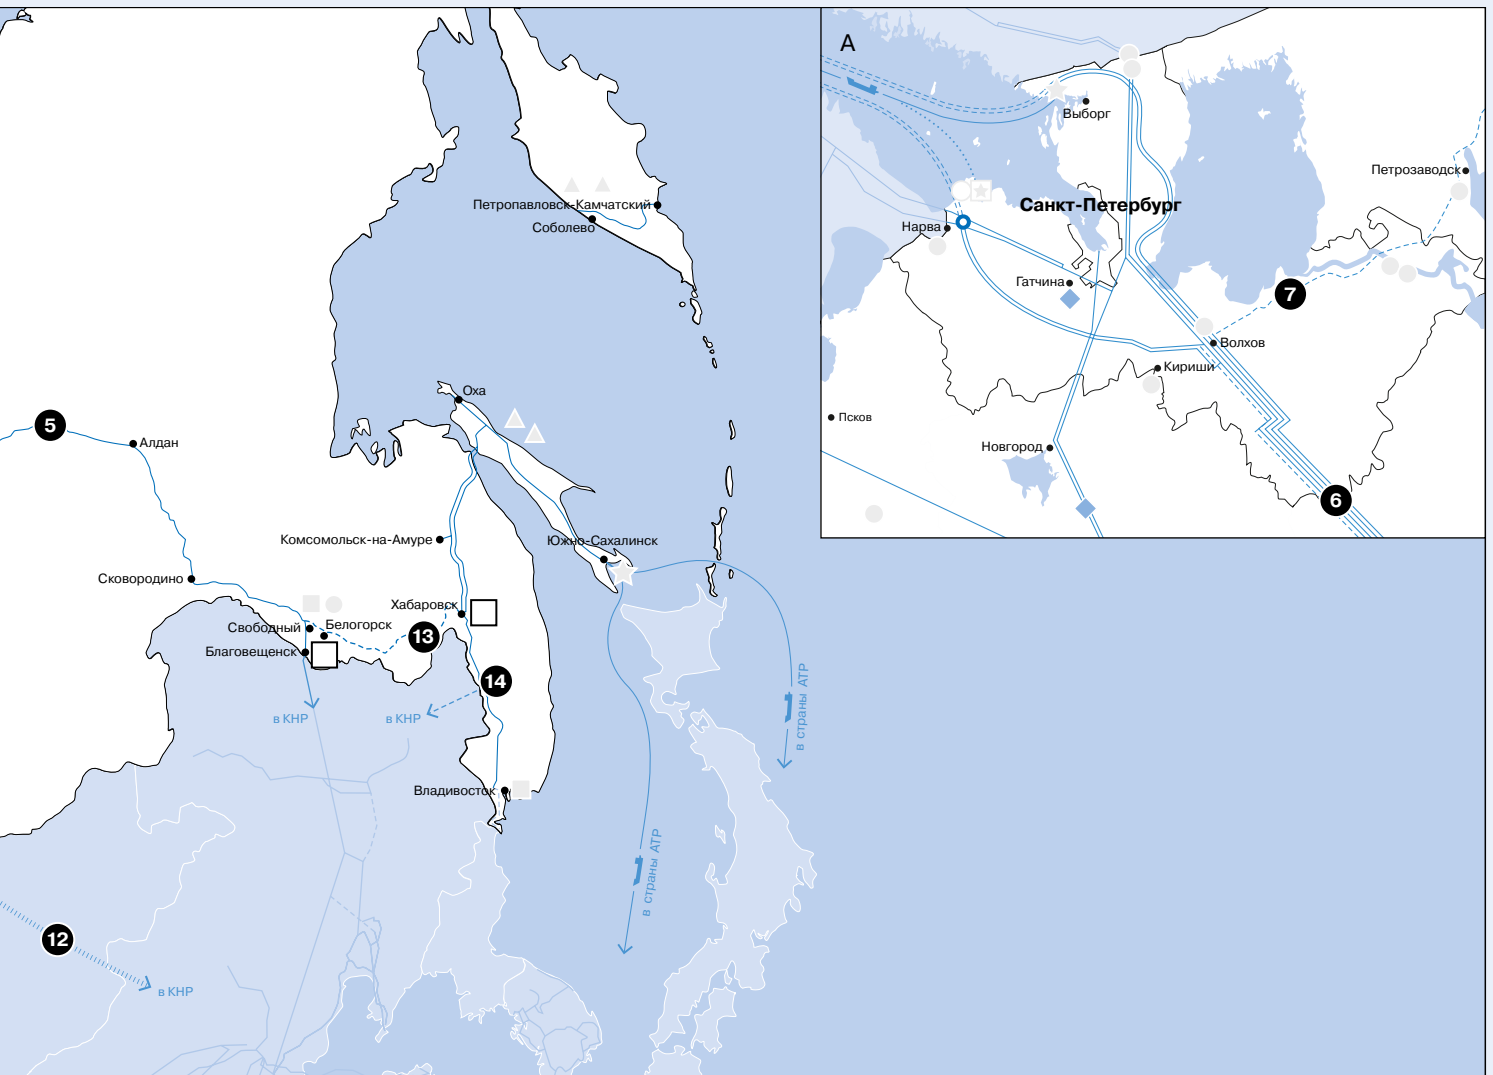 А
Выборг
Петрозаводск
Петропавловск-Камчатский
Санкт-Петербург
Соболево
Нарва
Гатчина
7
Волхов
Кириши
Оха
Псков
5
Алдан
Новгород
6
Комсомольск-на-Амуре
Южно-Сахалинск
Сковородино
Хабаровск
Свободный
Белогорск
13
Благовещенск
14
в КНР
в КНР
в страны АТР
Владивосток
в страны АТР
12
в КНР